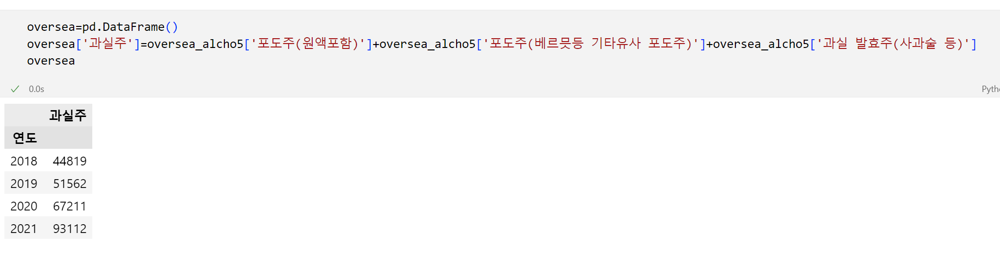 oversea=pd.DataFrame()
oversea['과실주']=oversea_alcho5['포도주(원액포함)']+oversea_alcho5['포도주(베르뭇등 기타유사 포도주)']+oversea_alcho5['과실 발효주(사과술 등)']
oversea
0.0s
Pytho
과실주
연도
2018 44819
2019 51562
2020 67211
2021 93112